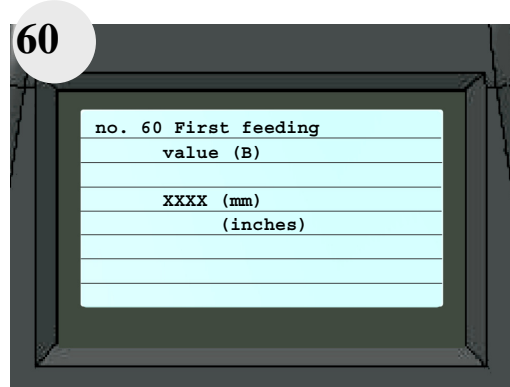 60
no. 60 First feeding
value (B)
XXXX (mm)
(inches)